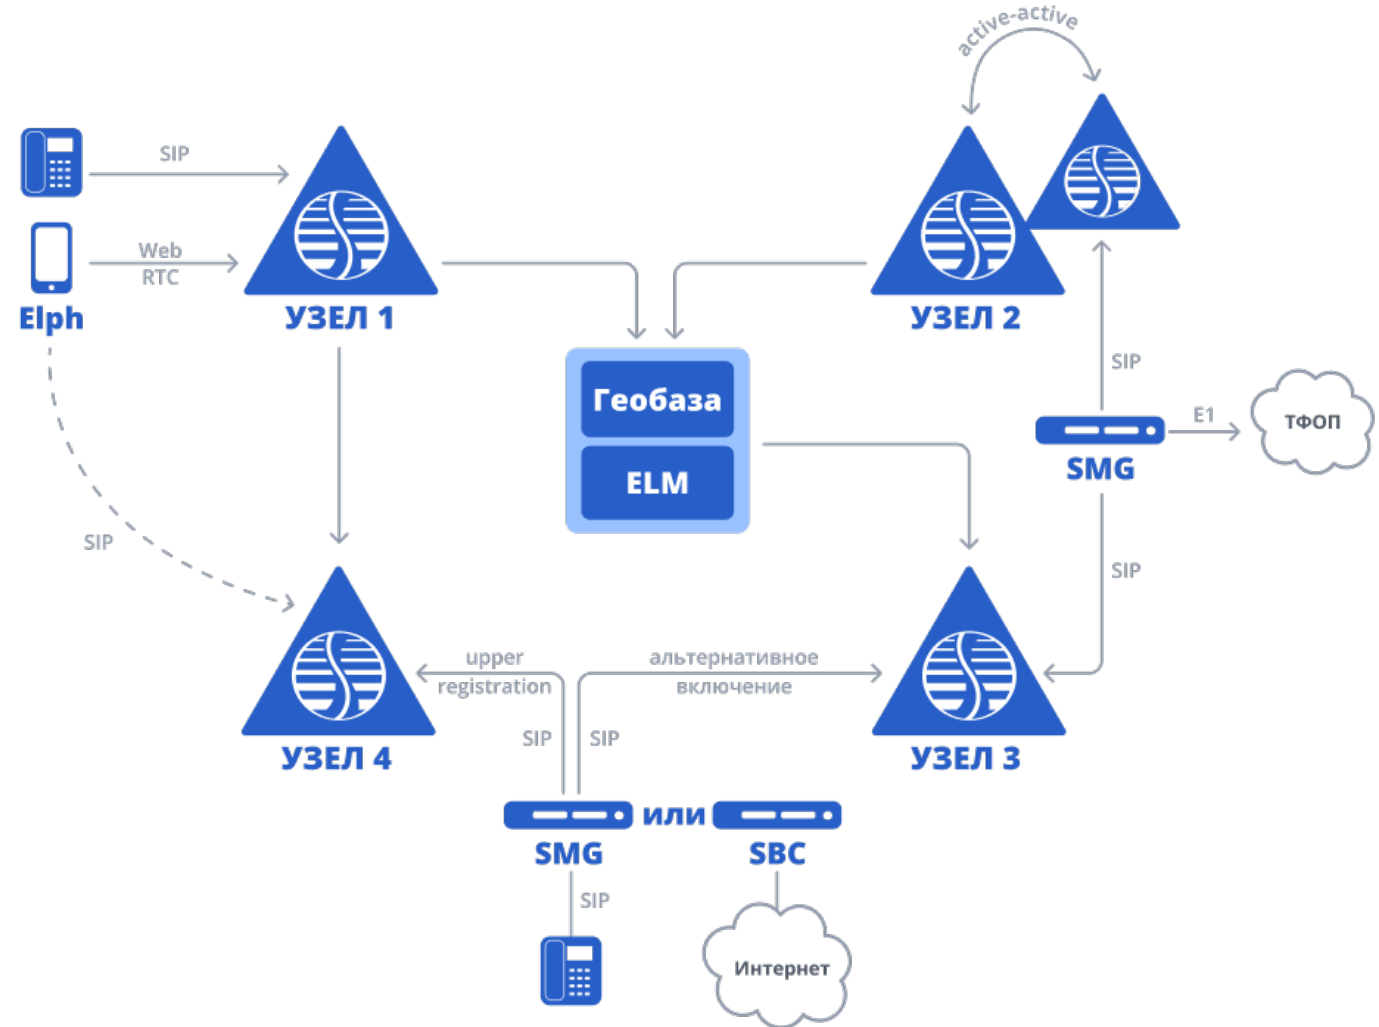 active-active
SIP
Web
RTC
Elph
УЗЕЛ 1
УЗЕЛ 2
SIP
Геобаза
ELM
E1
ТФОП
SMG
SIP
SIP
upper
registration
альтернативное
включение
SIP
SIP
УЗЕЛ 4
УЗЕЛ 3
или
SMG
SBC
SIP
Интернет